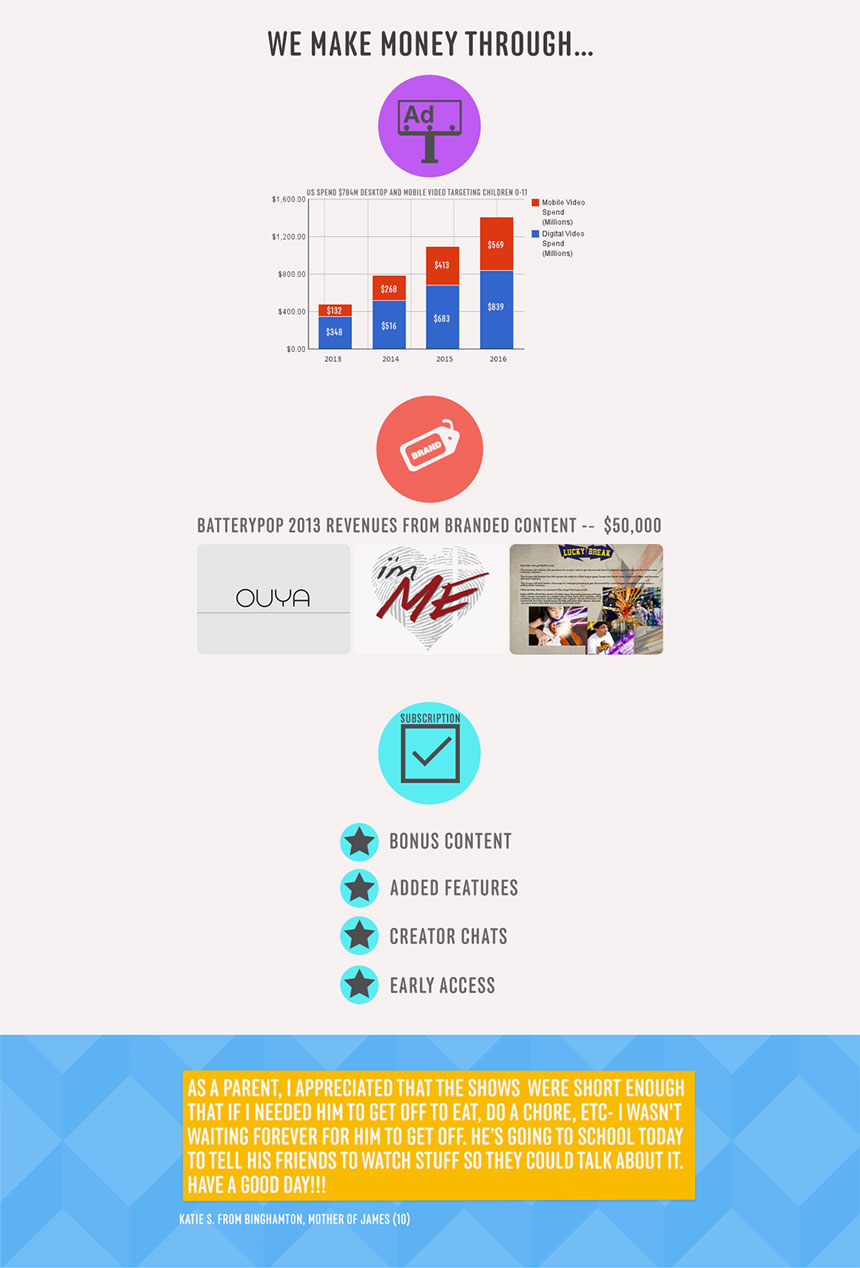 WE MAKE MONEY THROUGH...
Ad
US SPEND $784M DESKTOP AND MOBILE VIDEO TARGETING CHILDREN 0-11
$1,600.00
$1,200.00
$800.00
$400.00
$0.00
Mobile Video
Spend
(Millions)
Digital Video
Spend
(Millions)
$132
$348
$268
$516
$413
$683
$569
$839
2013
2014
2015
2016
BRAND
BATTERYPOP 2013 REVENUES FROM BRANDED CONTENT -- $50,000
OUYA
i'm
ME
LUCKY BREAK
SUBSCRIPTION
BONUS CONTENT
ADDED FEATURES
CREATOR CHATS
EARLY ACCESS
AS A PARENT, I APPRECIATED THAT THE SHOWS WERE SHORT ENOUGH
THAT IF I NEEDED HIM TO GET OFF TO EAT, DO A CHORE, ETC- I WASN'T
WAITING FOREVER FOR HIM TO GET OFF. HE'S GOING TO SCHOOL TODAY
TO TELL HIS FRIENDS TO WATCH STUFF SO THEY COULD TALK ABOUT IT.
HAVE A GOOD DAY!!!
KATIE S. FROM BINGHAMTON, MOTHER OF JAMES (10)